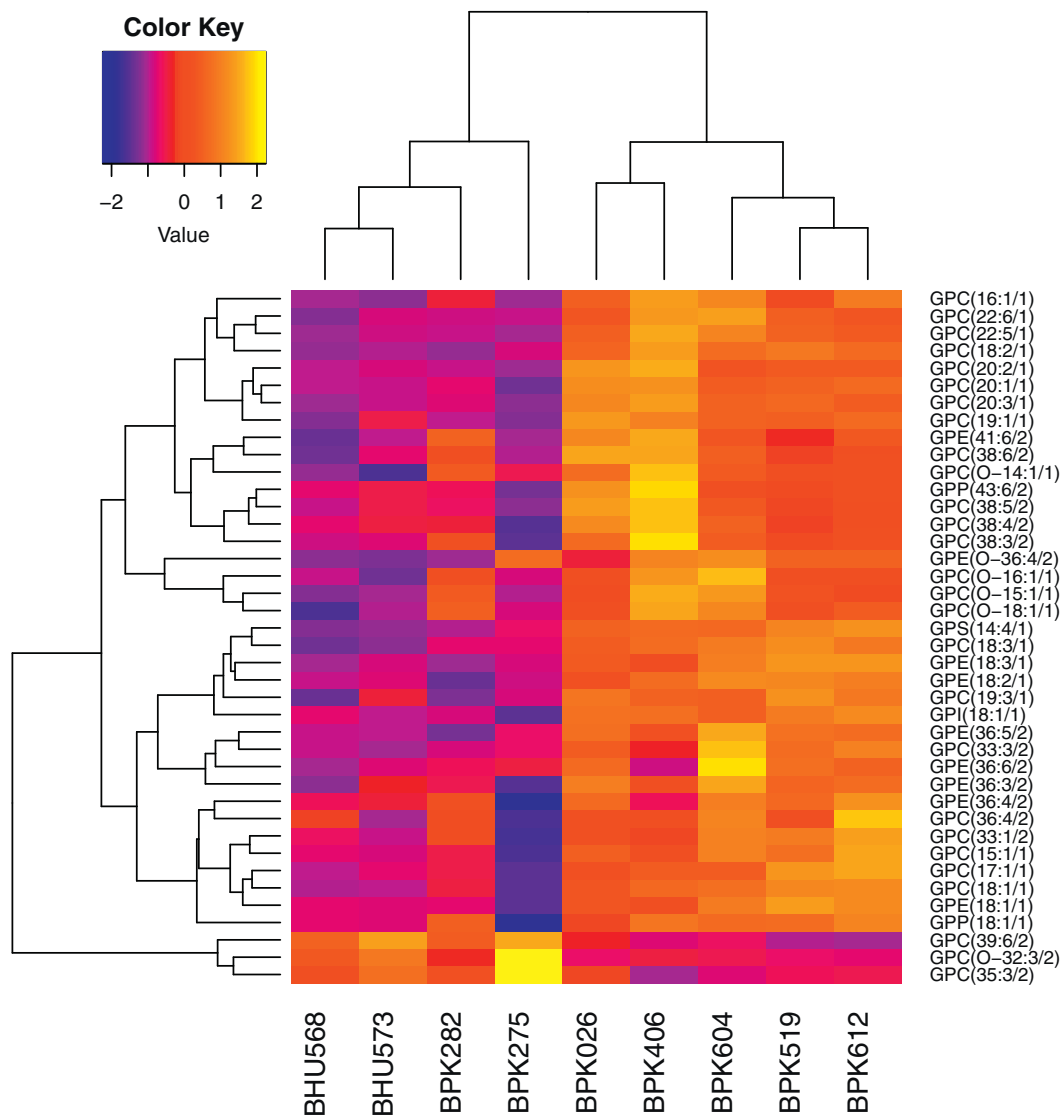 Color Key
−2 0 1 2
Value
GPC(16:1/1)
GPC(22:6/1)
GPC(22:5/1)
GPC(18:2/1)
GPC(20:2/1)
GPC(20:1/1)
GPC(20:3/1)
GPC(19:1/1)
GPE(41:6/2)
GPC(38:6/2)
GPC(O−14:1/1)
GPP(43:6/2)
GPC(38:5/2)
GPC(38:4/2)
GPC(38:3/2)
GPE(O−36:4/2)
GPC(O−16:1/1)
GPC(O−15:1/1)
GPC(O−18:1/1)
GPS(14:4/1)
GPC(18:3/1)
GPE(18:3/1)
GPE(18:2/1)
GPC(19:3/1)
GPI(18:1/1)
GPE(36:5/2)
GPC(33:3/2)
GPE(36:6/2)
GPE(36:3/2)
GPE(36:4/2)
GPC(36:4/2)
GPC(33:1/2)
GPC(15:1/1)
GPC(17:1/1)
GPC(18:1/1)
GPE(18:1/1)
GPP(18:1/1)
GPC(39:6/2)
GPC(O−32:3/2)
GPC(35:3/2)
BHU568
BHU573
BPK282
BPK275
BPK026
BPK406
BPK604
BPK519
BPK612